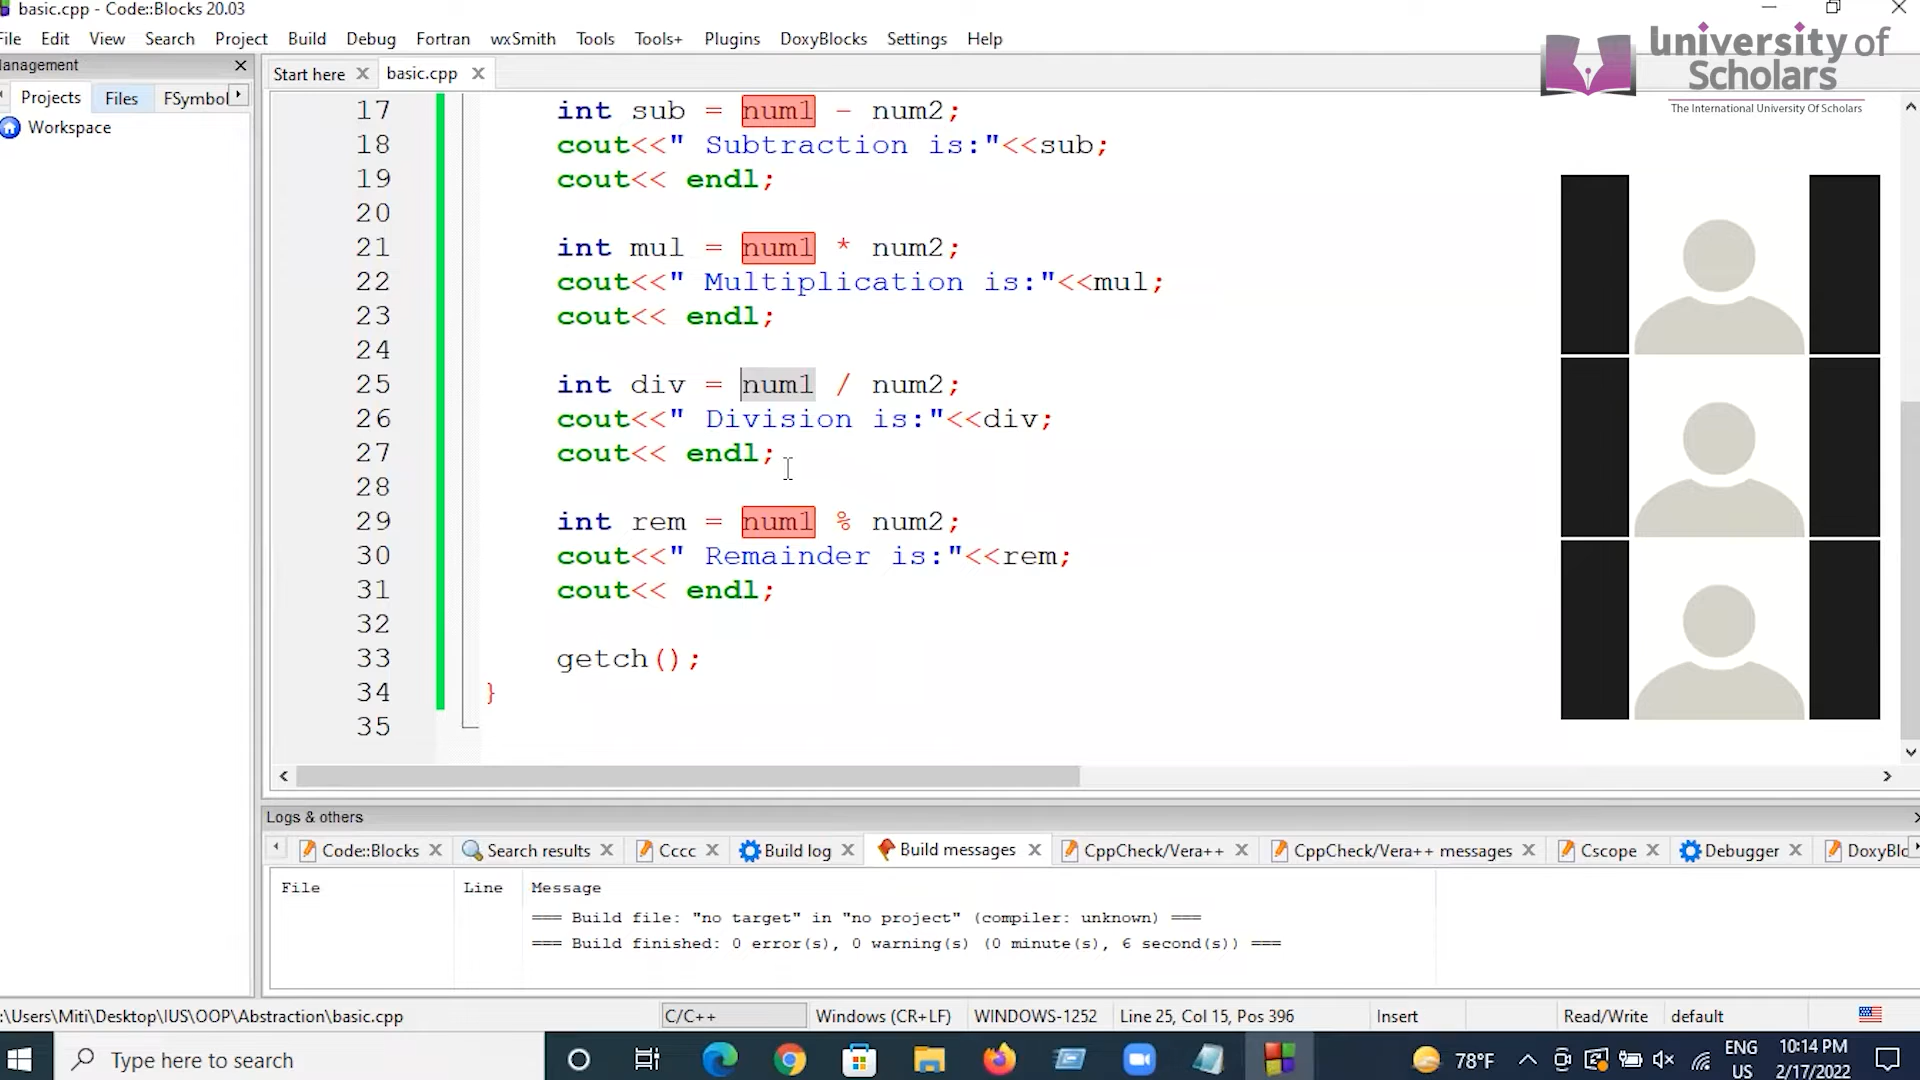 basic.cpp - Code::Blocks 20.03
File Edit View Search Project Build Debug Fortran wxSmith Tools Tools+ Plugins DoxyBlocks Settings Help
University of
Scholars
The International University Of Scholars
anagement
Start here basic.cpp
Projects Files FSymbol
Workspace
17 int sub = num1 - num2;
18 cout<<" Subtraction is:"<<sub;
19 cout<< endl;
20
21 int mul = num1 * num2;
22 cout<<" Multiplication is:"<<mul;
23 cout<< endl;
24
25 int div = num1 / num2;
26 cout<<" Division is:"<<div;
27 cout<< endl;
28
29 int rem = num1 % num2;
30 cout<<" Remainder is:"<<rem;
31 cout<< endl;
32
33 getch();
34 }
35
Logs & others
Code::Blocks Search results Cccc Build log Build messages CppCheck/Vera++ CppCheck/Vera++ messages Cscope Debugger DoxyBlo
File Line Message
=== Build file: "no target" in "no project" (compiler: unknown) ===
=== Build finished: 0 error(s), 0 warning(s) (0 minute(s), 6 second(s)) ===
:\Users\Miti\Desktop\IUS\OOP\Abstraction\basic.cpp C/C++ Windows (CR+LF) WINDOWS-1252 Line 25, Col 15, Pos 396 Insert Read/Write default
Type here to search 78°F ENG US 10:14 PM 2/17/2022